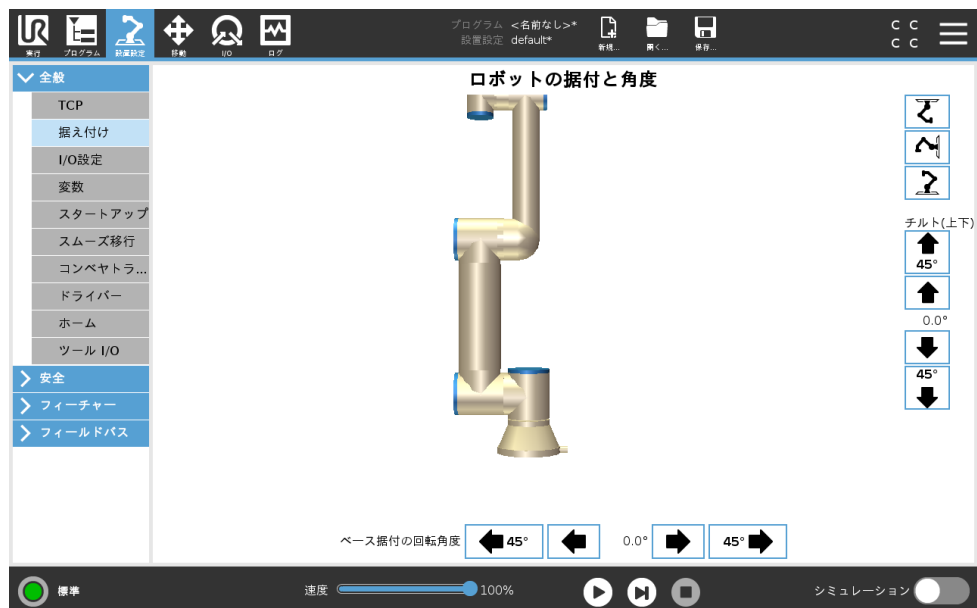 プログラム <名前なし>*
設置設定 default*
実行
プログラム
設置設定
移動
I/O
ログ
新規...
開く...
保存...
C C
C C
全般
TCP
据え付け
I/O設定
変数
スタートアップ
スムーズ移行
コンベヤトラ...
ドライバー
ホーム
ツール I/O
安全
フィーチャー
フィールドバス
ロボットの据付と角度
チルト(上下)
45°
0.0°
45°
ベース据付の回転角度
45°
0.0°
45°
標準
速度
100%
シミュレーション